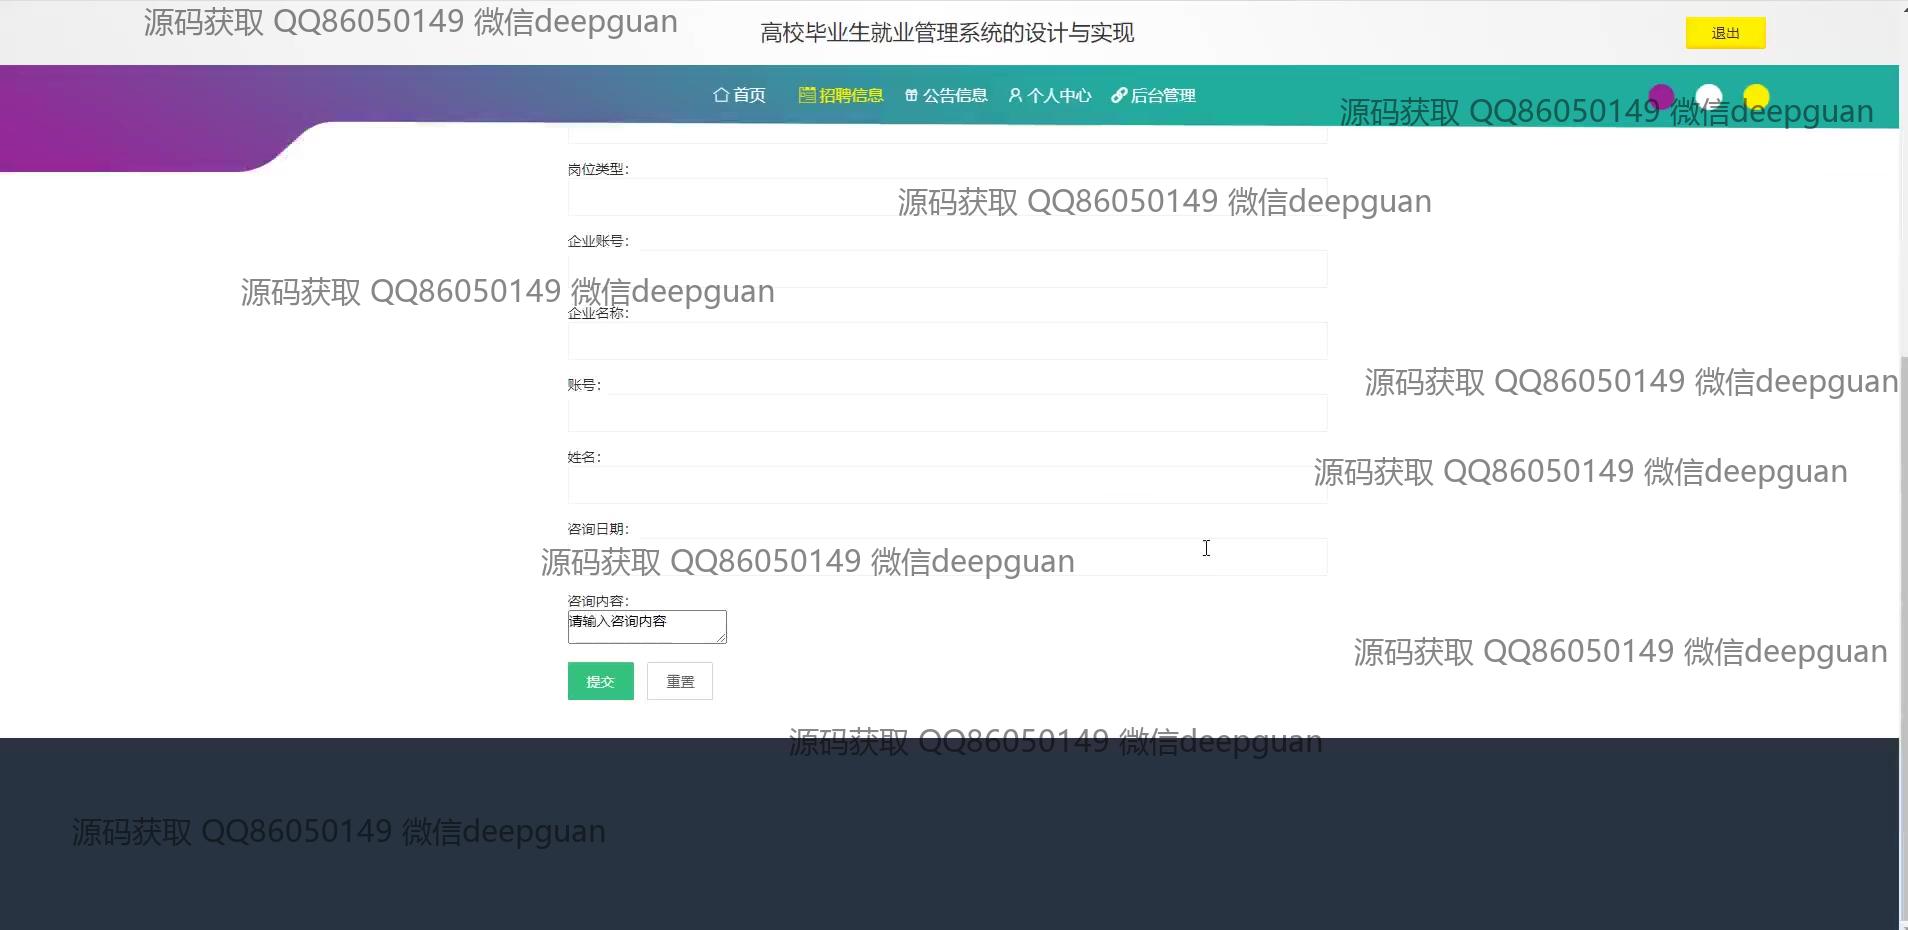 源码获取 QQ86050149 微信deepguan
高校毕业生就业管理系统的设计与实现
退出
首页
招聘信息
公告信息
个人中心
后台管理
源码获取 QQ86050149 微信deepguan
岗位类型：
源码获取 QQ86050149 微信deepguan
企业账号：
源码获取 QQ86050149 微信deepguan
企业名称：
账号：
源码获取 QQ86050149 微信deepguan
姓名：
源码获取 QQ86050149 微信deepguan
咨询日期：
源码获取 QQ86050149 微信deepguan
咨询内容：
请输入咨询内容
源码获取 QQ86050149 微信deepguan
提交
重置
源码获取 QQ86050149 微信deepguan
源码获取 QQ86050149 微信deepguan